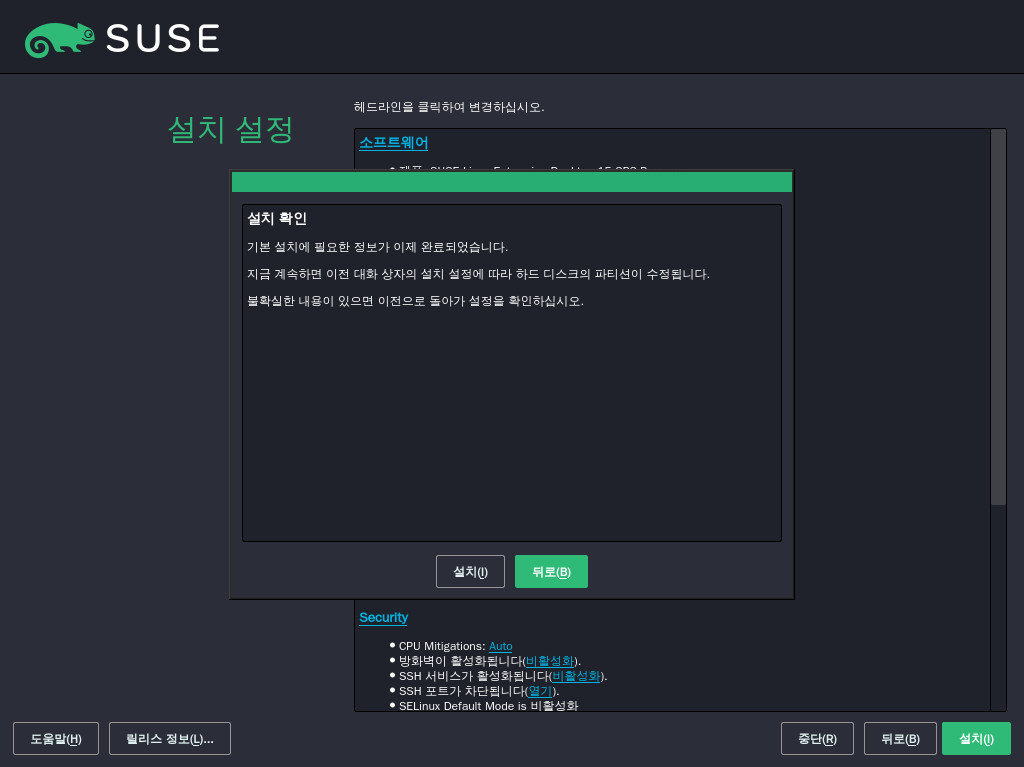 SUSE
설치 설정
헤드라인을 클릭하여 변경하십시오.
소프트웨어
설치 확인
기본 설치에 필요한 정보가 이제 완료되었습니다.
지금 계속하면 이전 대화 상자의 설치 설정에 따라 하드 디스크의 파티션이 수정됩니다.
불확실한 내용이 있으면 이전으로 돌아가 설정을 확인하십시오.
설치(I) 뒤로(B)
Security
CPU Mitigations: Auto
방화벽이 활성화됩니다(비활성화).
SSH 서비스가 활성화됩니다(비활성화).
SSH 포트가 차단됩니다(열기).
SELinux Default Mode is 비활성화
도움말(H) 릴리스 정보(L)... 중단(R) 뒤로(B) 설치(I)